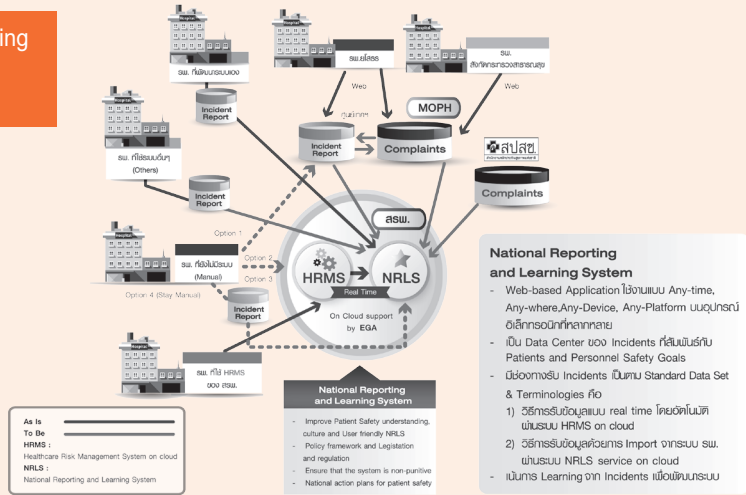 ing
Hospital
Hospital
Hospital
รพ. ที่พัฒนาระบบเอง
รพ.ยโสธร
รพ.
สังกัดกระทรวงสาธารณสุข
Web
Web
Incident
Report
MOPH
Incident
Report
Complaints
สปสช.
Complaints
Hospital
รพ. ที่ใช้ระบบอื่นๆ
(Others)
Incident
Report
Option 1
สรพ.
Hospital
รพ. ที่ยังไม่มีระบบ
(Manual)
Option 2
Option 3
Option 4 (Stay Manual)
HRMS
NRLS
Real Time
On Cloud support
by EGA
Incident
Report
Hospital
รพ. ที่ใช้ HRMS
ของ สรพ.
National Reporting
and Learning System
- Improve Patient Safety understanding,
culture and User friendly NRLS
- Policy framework and Legistation
and regulation
- Ensure that the system is non-punitive
- National action plans for patient safety
National Reporting
and Learning System
- Web-based Application ใช้งานแบบ Any-time,
Any-where,Any-Device, Any-Platform บนอุปกรณ์
อิเล็กทรอนิกที่หลากหลาย
- เป็น Data Center ของ Incidents ที่สัมพันธ์กับ
Patients and Personnel Safety Goals
- มีช่องทางรับ Incidents เป็นตาม Standard Data Set
& Terminologies คือ
1) วิธีการรับข้อมูลแบบ real time โดยอัตโนมัติ
ผ่านระบบ HRMS on cloud
2) วิธีการรับข้อมูลด้วยการ Import จากระบบ รพ.
ผ่านระบบ NRLS service on cloud
- เน้นการ Learning จาก Incidents เพื่อพัฒนาระบบ
As Is
To Be
HRMS :
Healthcare Risk Management System on cloud
NRLS :
National Reporting and Learning System